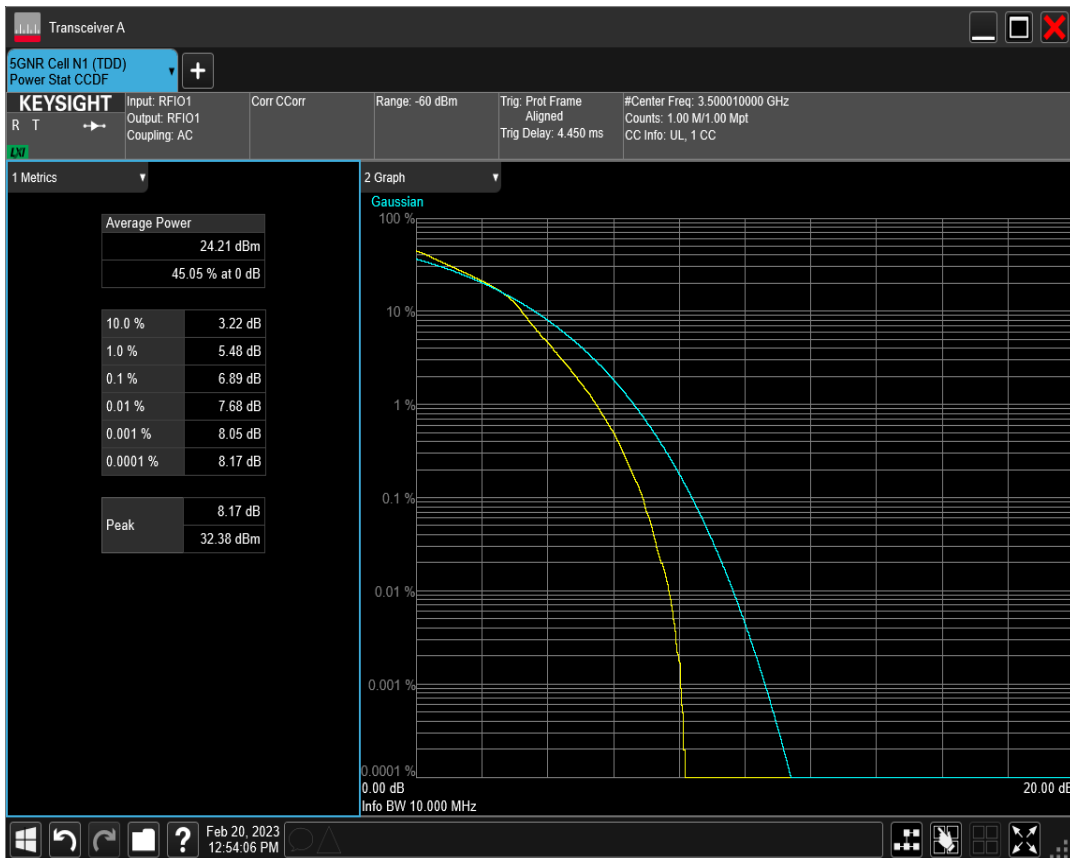 Transceiver A
5GNR Cell N1 (TDD)
Power Stat CCDF
KEYSIGHT
R T
LXI
Input: RFIO1
Output: RFIO1
Coupling: AC
Corr CCorr
Range: -60 dBm
Trig: Prot Frame
Aligned
Trig Delay: 4.450 ms
#Center Freq: 3.500010000 GHz
Counts: 1.00 M/1.00 Mpt
CC Info: UL, 1 CC
1 Metrics
Average Power
24.21 dBm
45.05 % at 0 dB
10.0 % 3.22 dB
1.0 % 5.48 dB
0.1 % 6.89 dB
0.01 % 7.68 dB
0.001 % 8.05 dB
0.0001 % 8.17 dB
Peak
8.17 dB
32.38 dBm
2 Graph
Gaussian
100 %
10 %
1 %
0.1 %
0.01 %
0.001 %
0.0001 %
0.00 dB
20.00 dB
Info BW 10.000 MHz
?
Feb 20, 2023
12:54:06 PM